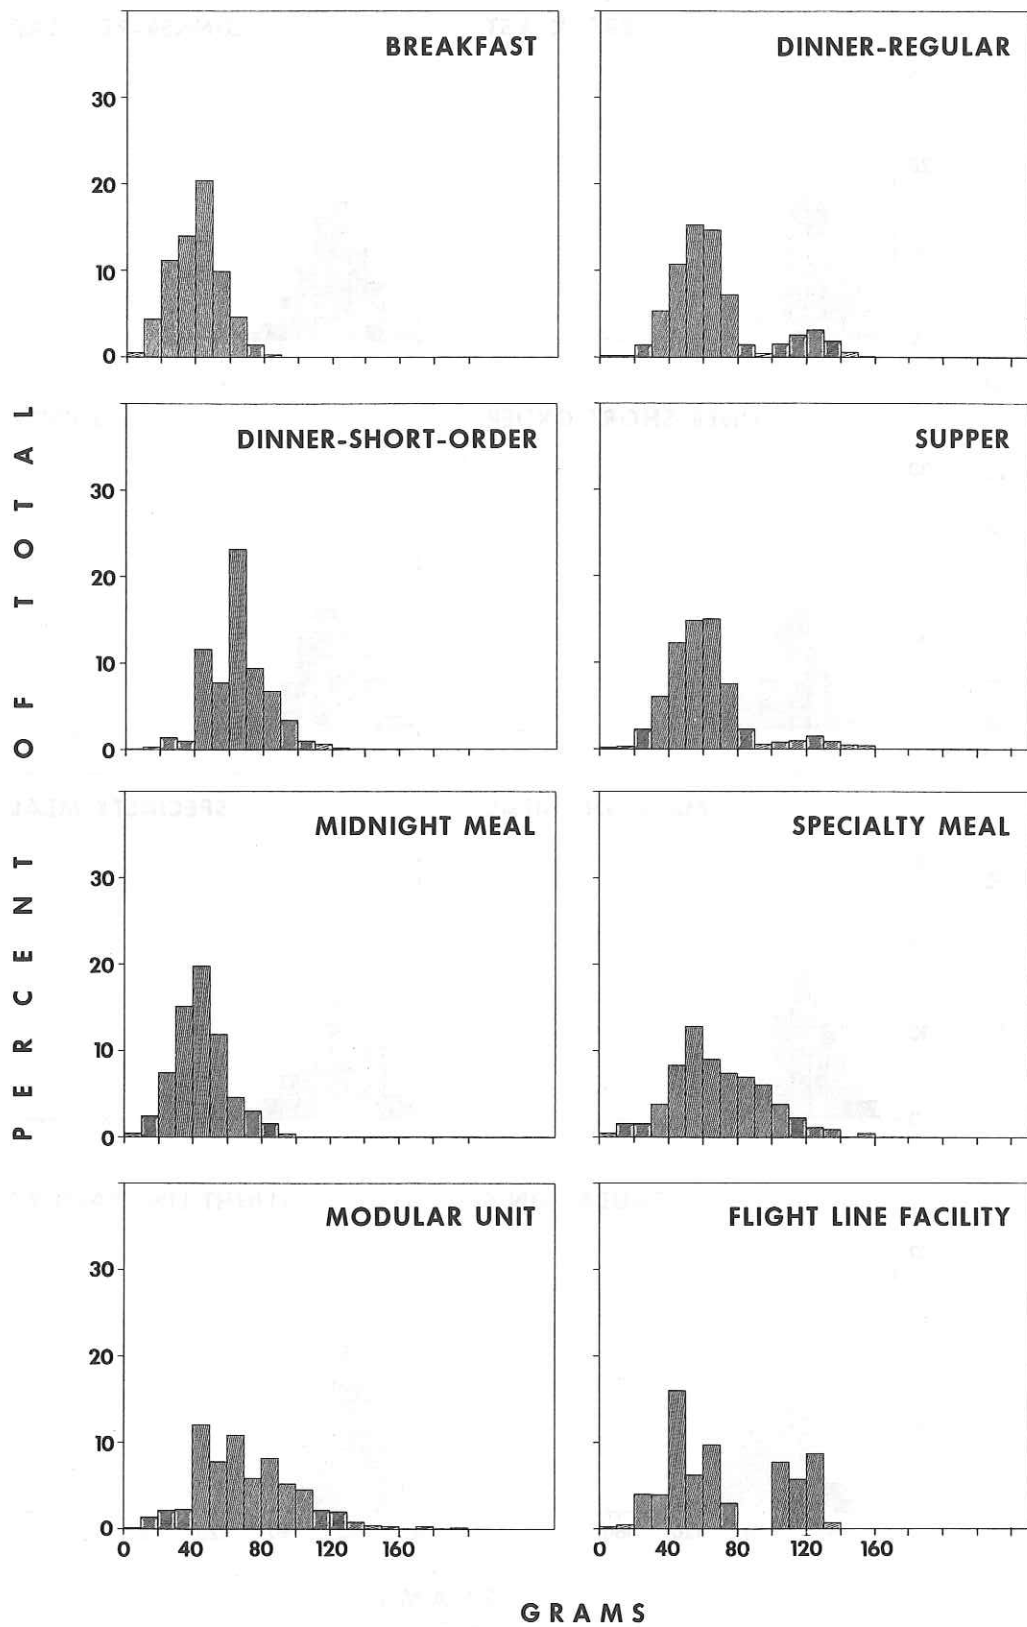 BREAKFAST
30
20
10
0
DINNER-REGULAR
DINNER-SHORT-ORDER
30
20
10
0
SUPPER
MIDNIGHT MEAL
30
20
10
0
SPECIALTY MEAL
MODULAR UNIT
30
20
10
0
0 40 80 120 160
FLIGHT LINE FACILITY
0 40 80 120 160
PERCENT OF TOTAL
GRAMS